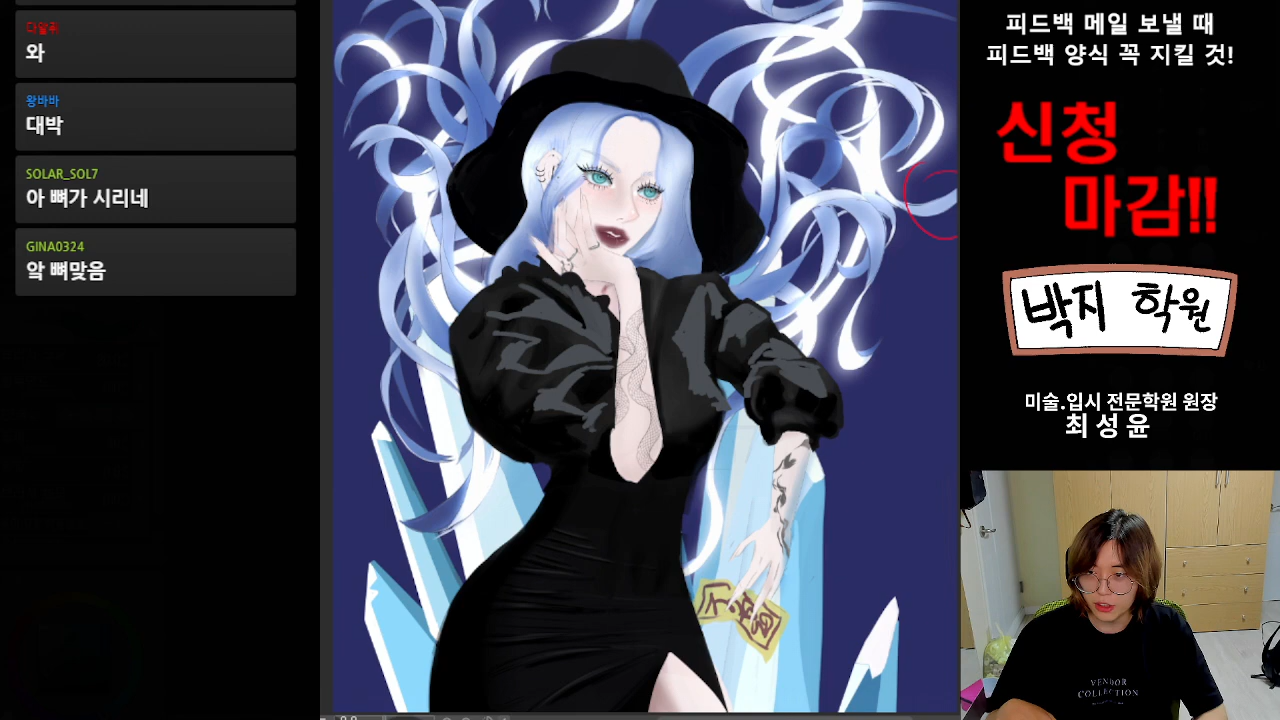 다알쥐
와
왕바바
대박
SOLAR_SOL7
아 뼈가 시리네
GINA0324
앜 뼈맞음
피드백 메일 보낼 때
피드백 양식 꼭 지킬 것!
신청
마감!!
박지 학원
미술.입시 전문학원 원장
최 성 윤
VENDOR
COLLECTION